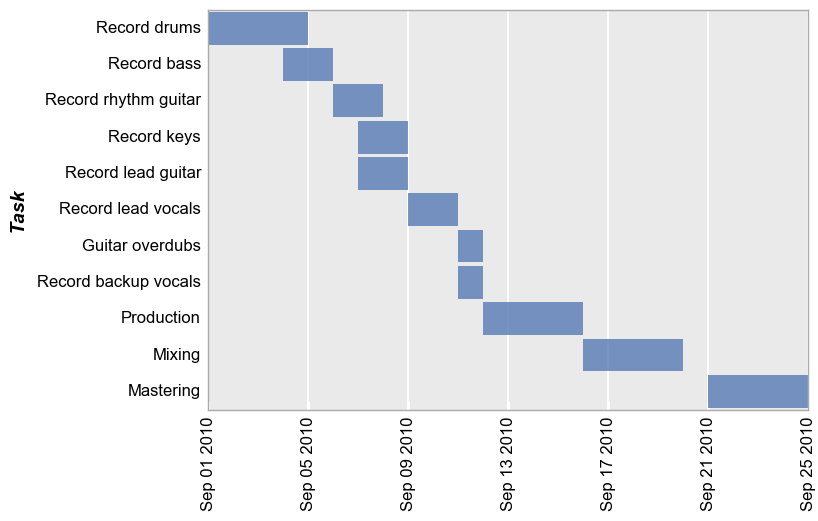 Record drums
Record bass
Record rhythm guitar
Record keys
Record lead guitar
Record lead vocals
Guitar overdubs
Record backup vocals
Production
Mixing
Mastering
Task
Sep 01 2010
Sep 05 2010
Sep 09 2010
Sep 13 2010
Sep 17 2010
Sep 21 2010
Sep 25 2010